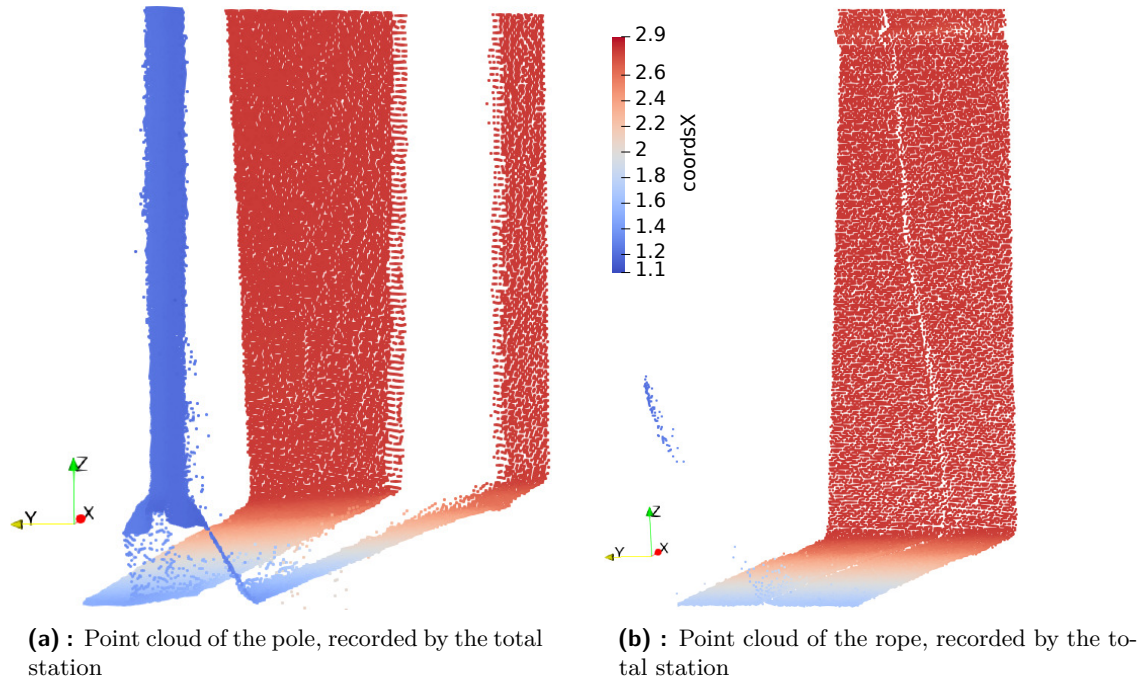 2.9
2.6
2.4
2.2
2
1.8
1.6
1.4
1.2
1.1
coordsX
Z
Y
X
Z
Y
X
(a) : Point cloud of the pole, recorded by the total
station
(b) : Point cloud of the rope, recorded by the to-
tal station